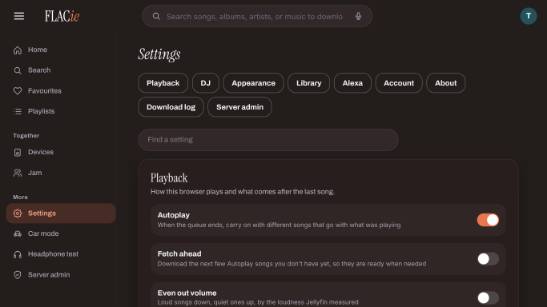 FLACie
Search songs, albums, artists, or music to downlo
T
Home
Search
Favourites
Playlists
Together
Devices
Jam
More
Settings
Car mode
Headphone test
Server admin
Settings
Playback
DJ
Appearance
Library
Alexa
Account
About
Download log
Server admin
Find a setting
Playback
How this browser plays and what comes after the last song.
Autoplay
When the queue ends, carry on with different songs that go with what was playing
Fetch ahead
Download the next few Autoplay songs you don't have yet, so they are ready when needed
Even out volume
Loud songs down, quiet ones up, by the loudness Jellyfin measured